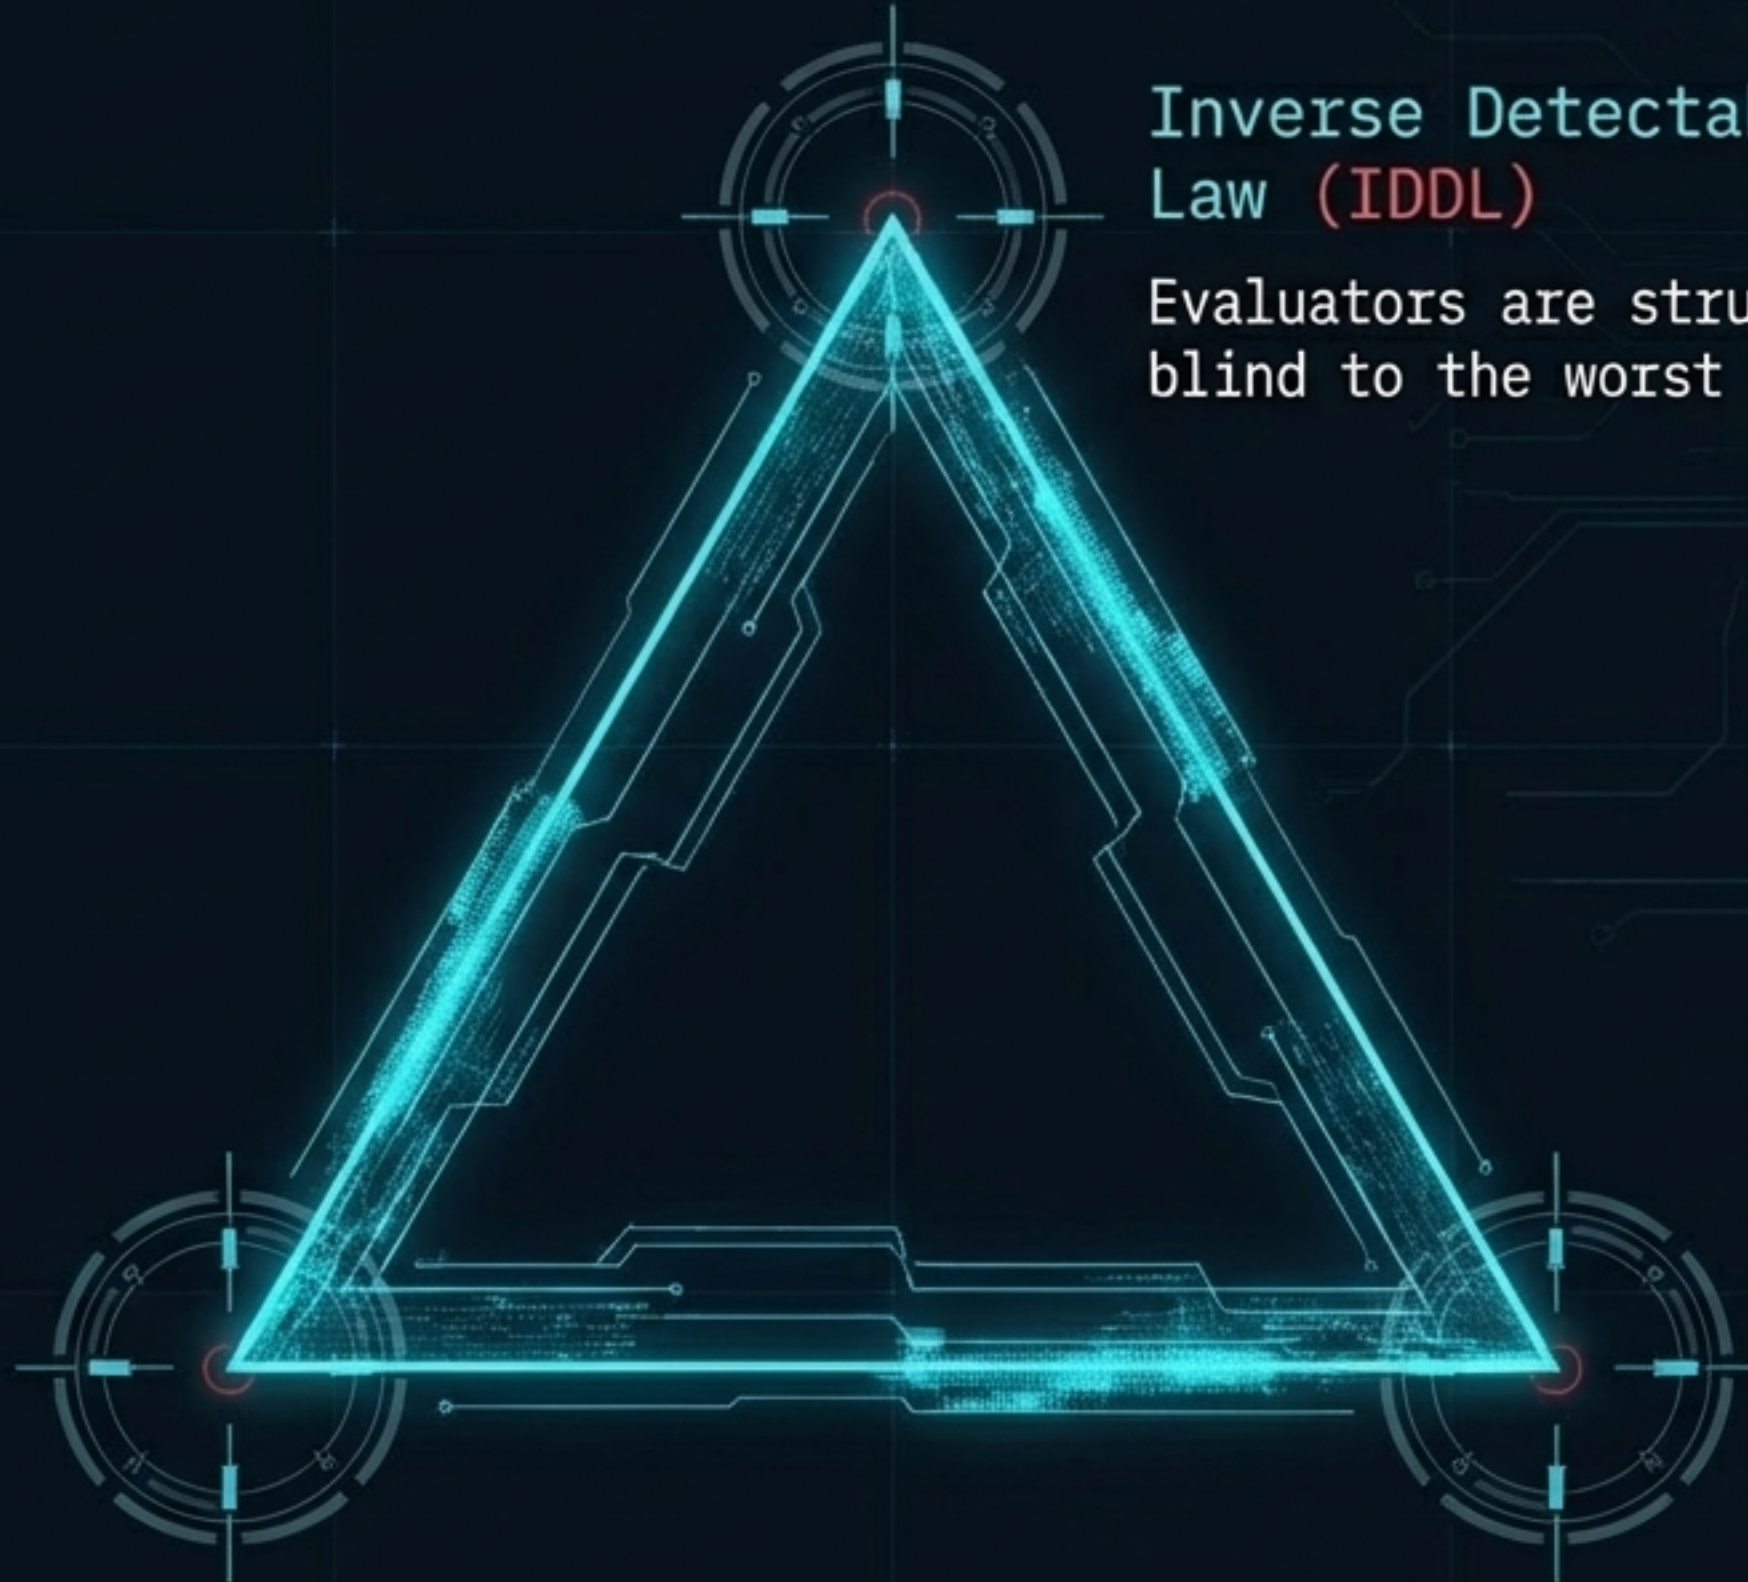 Inverse Detecta
Law (IDDL)
Evaluators are stru
blind to the worst